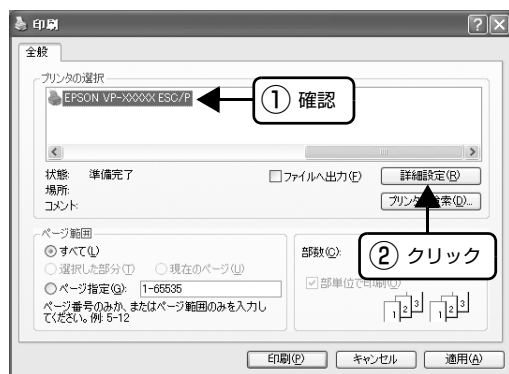 印刷
全般
プリンタの選択
EPSON VP-XXXXX ESC/P
① 確認
状態: 準備完了
場所:
コメント:
ファイルへ出力(F)
詳細設定(R)
プリンタ 索(D)...
② クリック
ページ範囲
すべて(L)
選択した部分(T)
現在のページ(U)
ページ指定(G): 1-65535
ページ番号のみか、またはページ範囲のみを入力し
てください。例: 5-12
部数(C):
部単位で印刷(O)
1 2 3 1 2 3
印刷(P)
キャンセル
適用(A)